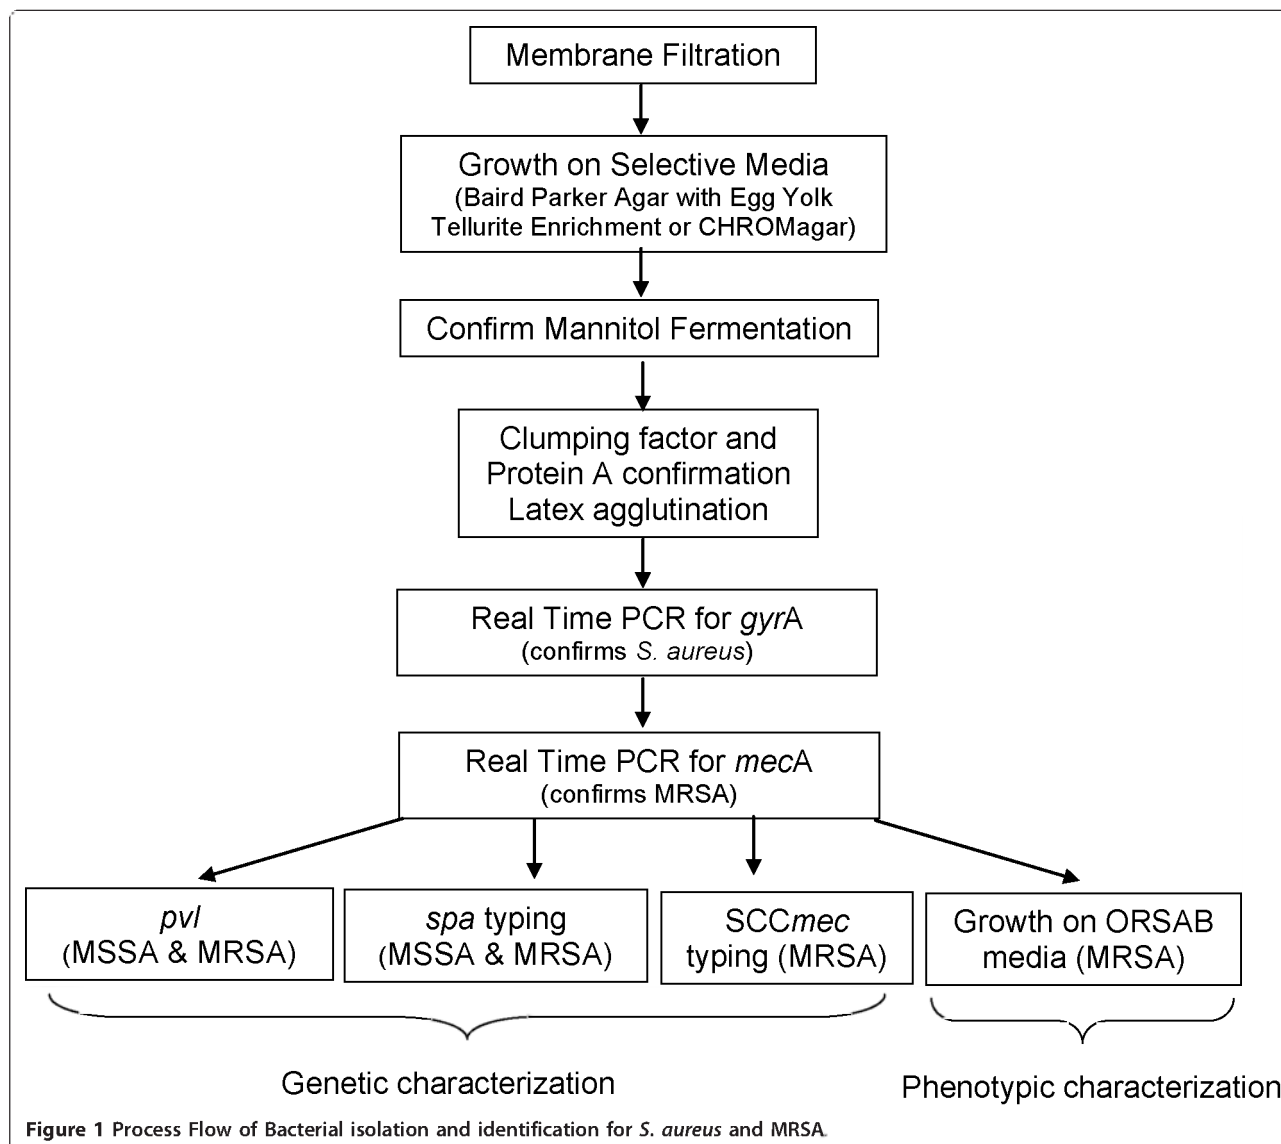 Membrane Filtration
Growth on Selective Media
(Baird Parker Agar with Egg Yolk
Tellurite Enrichment or CHROMagar)
Confirm Mannitol Fermentation
Clumping factor and
Protein A confirmation
Latex agglutination
Real Time PCR for gyrA
(confirms S. aureus)
Real Time PCR for mecA
(confirms MRSA)
pvl
(MSSA & MRSA)
spa typing
(MSSA & MRSA)
SCCmec
typing (MRSA)
Growth on ORSAB
media (MRSA)
Genetic characterization
Phenotypic characterization
Figure 1 Process Flow of Bacterial isolation and identification for S. aureus and MRSA.